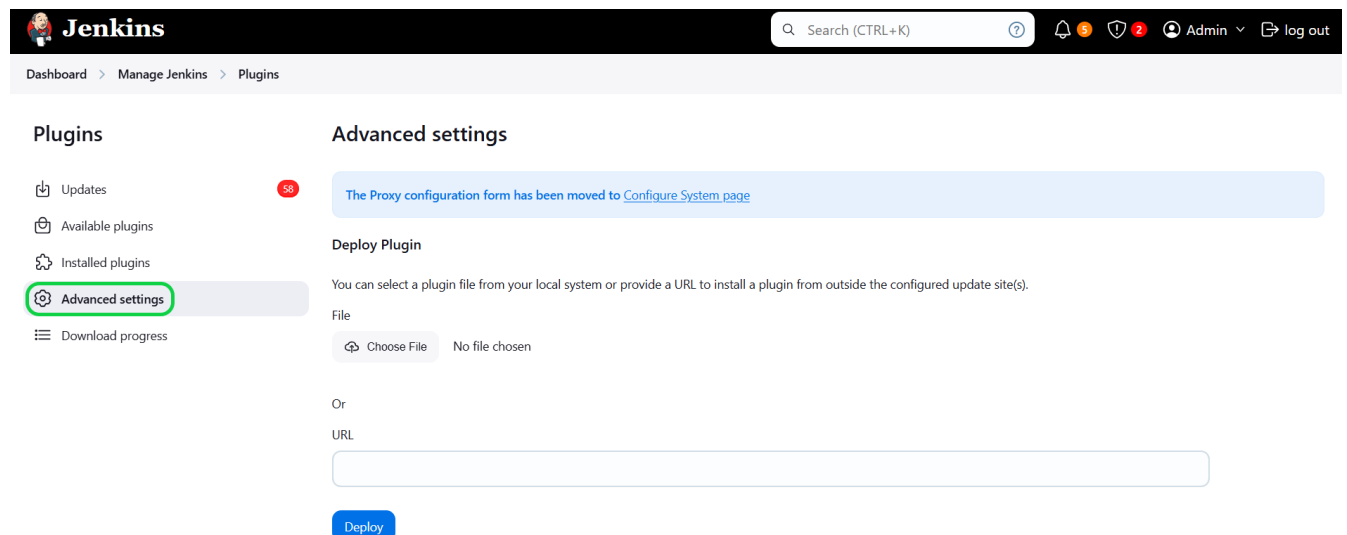 Jenkins
Search (CTRL+K)
?
5
2
Admin
log out
Dashboard > Manage Jenkins > Plugins
Plugins
Updates
58
Available plugins
Installed plugins
Advanced settings
Download progress
Advanced settings
The Proxy configuration form has been moved to Configure System page
Deploy Plugin
You can select a plugin file from your local system or provide a URL to install a plugin from outside the configured update site(s).
File
Choose File No file chosen
Or
URL
Deploy